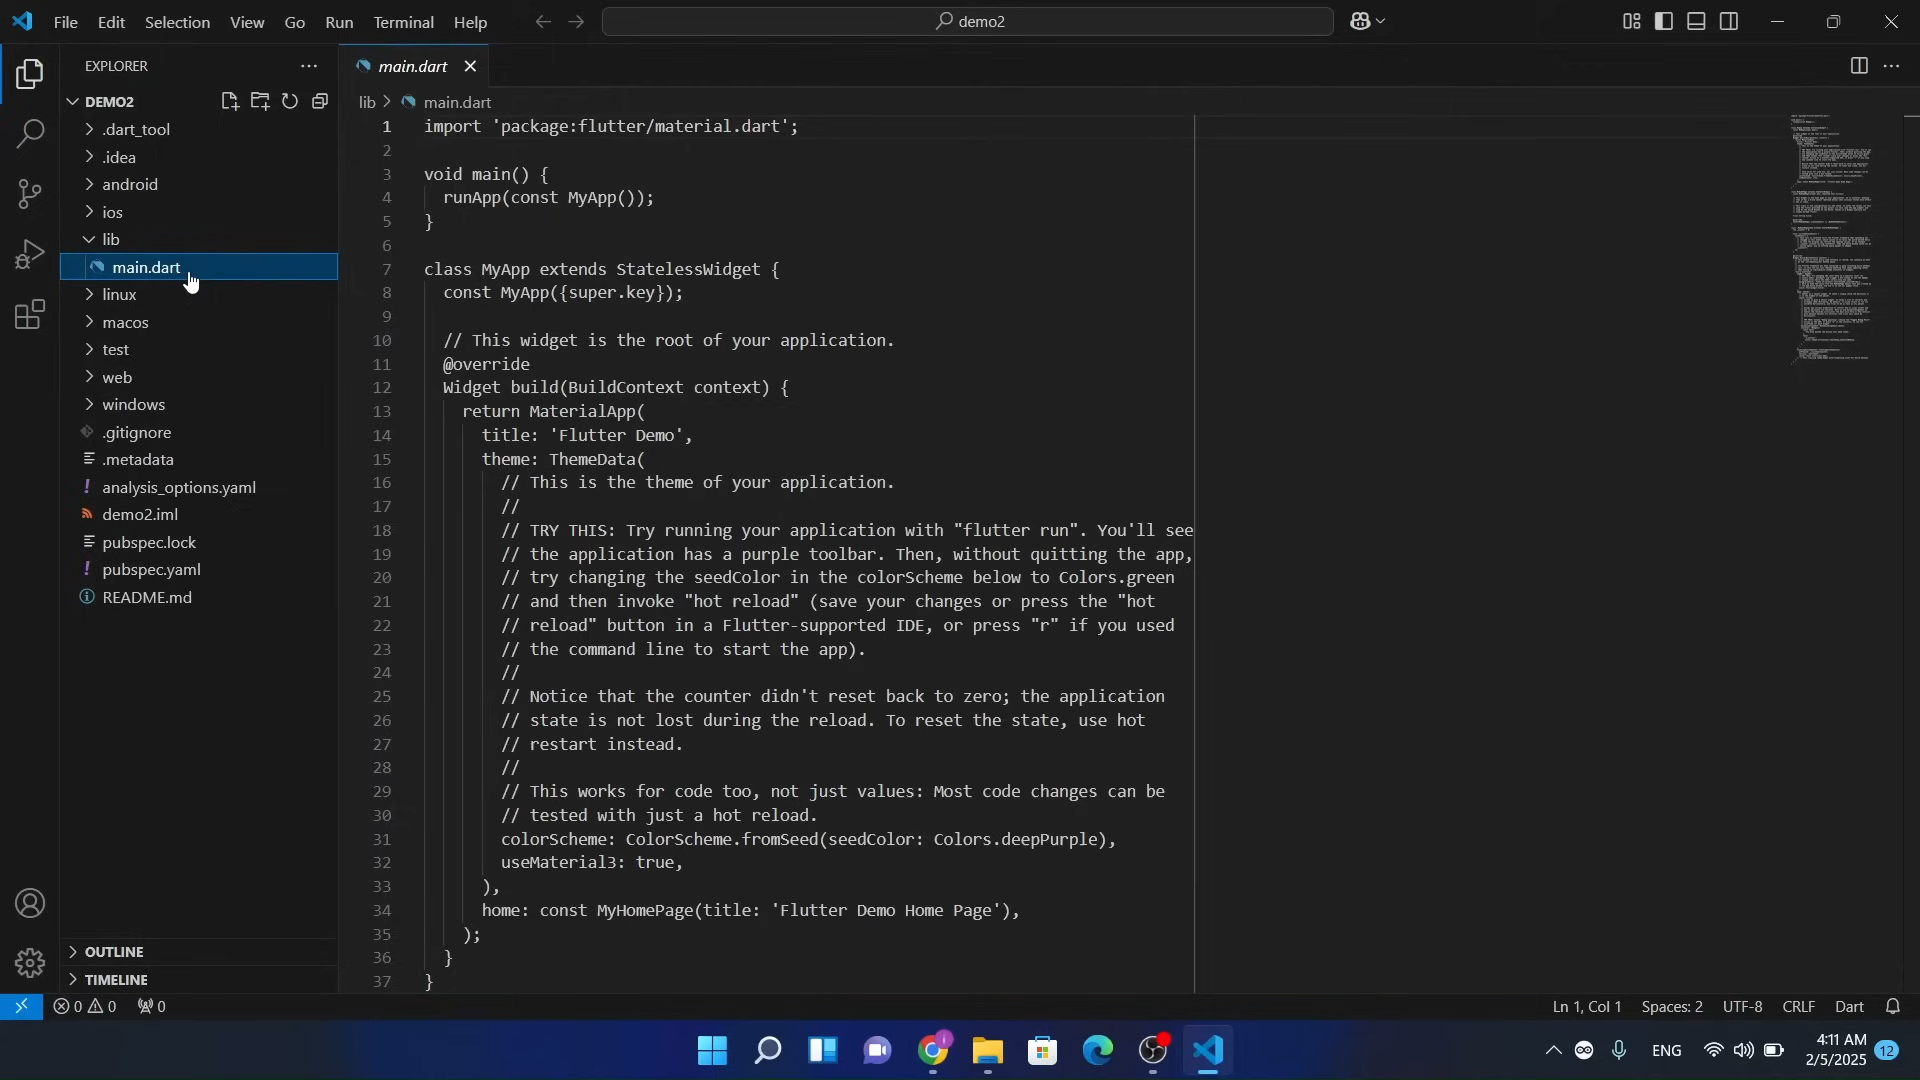 File Edit Selection View Go Run Terminal Help
demo2
EXPLORER
DEMO2
.dart_tool
.idea
android
ios
lib
main.dart
linux
macos
test
web
windows
.gitignore
.metadata
analysis_options.yaml
demo2.iml
pubspec.lock
pubspec.yaml
README.md
OUTLINE
TIMELINE
main.dart
lib > main.dart
1 import 'package:flutter/material.dart';
2
3 void main() {
4 runApp(const MyApp());
5 }
6
7 class MyApp extends StatelessWidget {
8 const MyApp({super.key});
9
10 // This widget is the root of your application.
11 @override
12 Widget build(BuildContext context) {
13 return MaterialApp(
14 title: 'Flutter Demo',
15 theme: ThemeData(
16 // This is the theme of your application.
17 //
18 // TRY THIS: Try running your application with "flutter run". You'll see
19 // the application has a purple toolbar. Then, without quitting the app,
20 // try changing the seedColor in the colorScheme below to Colors.green
21 // and then invoke "hot reload" (save your changes or press the "hot
22 // reload" button in a Flutter-supported IDE, or press "r" if you used
23 // the command line to start the app).
24 //
25 // Notice that the counter didn't reset back to zero; the application
26 // state is not lost during the reload. To reset the state, use hot
27 // restart instead.
28 //
29 // This works for code too, not just values: Most code changes can be
30 // tested with just a hot reload.
31 colorScheme: ColorScheme.fromSeed(seedColor: Colors.deepPurple),
32 useMaterial3: true,
33 ),
34 home: const MyHomePage(title: 'Flutter Demo Home Page'),
35 );
36 }
37 }
0 0 0
Ln 1, Col 1 Spaces: 2 UTF-8 CRLF Dart
ENG
4:11 AM
2/5/2025
12